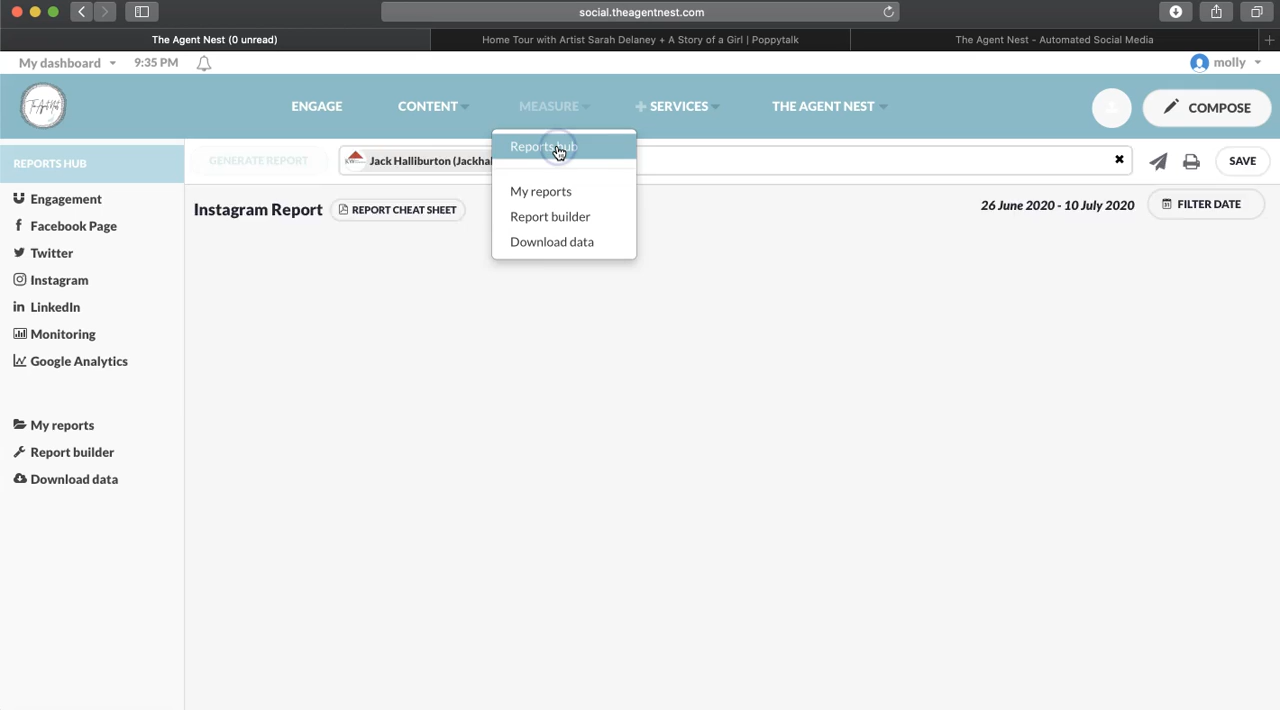 social.theagentnest.com
The Agent Nest (0 unread)
Home Tour with Artist Sarah Delaney + A Story of a Girl | Poppytalk
The Agent Nest - Automated Social Media
My dashboard
9:35 PM
molly
ENGAGE
CONTENT
MEASURE
SERVICES
THE AGENT NEST
COMPOSE
REPORTS HUB
GENERATE REPORT
Jack Halliburton (Jackhal
Reports hub
SAVE
Engagement
My reports
Instagram Report
REPORT CHEAT SHEET
Report builder
26 June 2020 - 10 July 2020
FILTER DATE
Facebook Page
Download data
Twitter
Instagram
LinkedIn
Monitoring
Google Analytics
My reports
Report builder
Download data